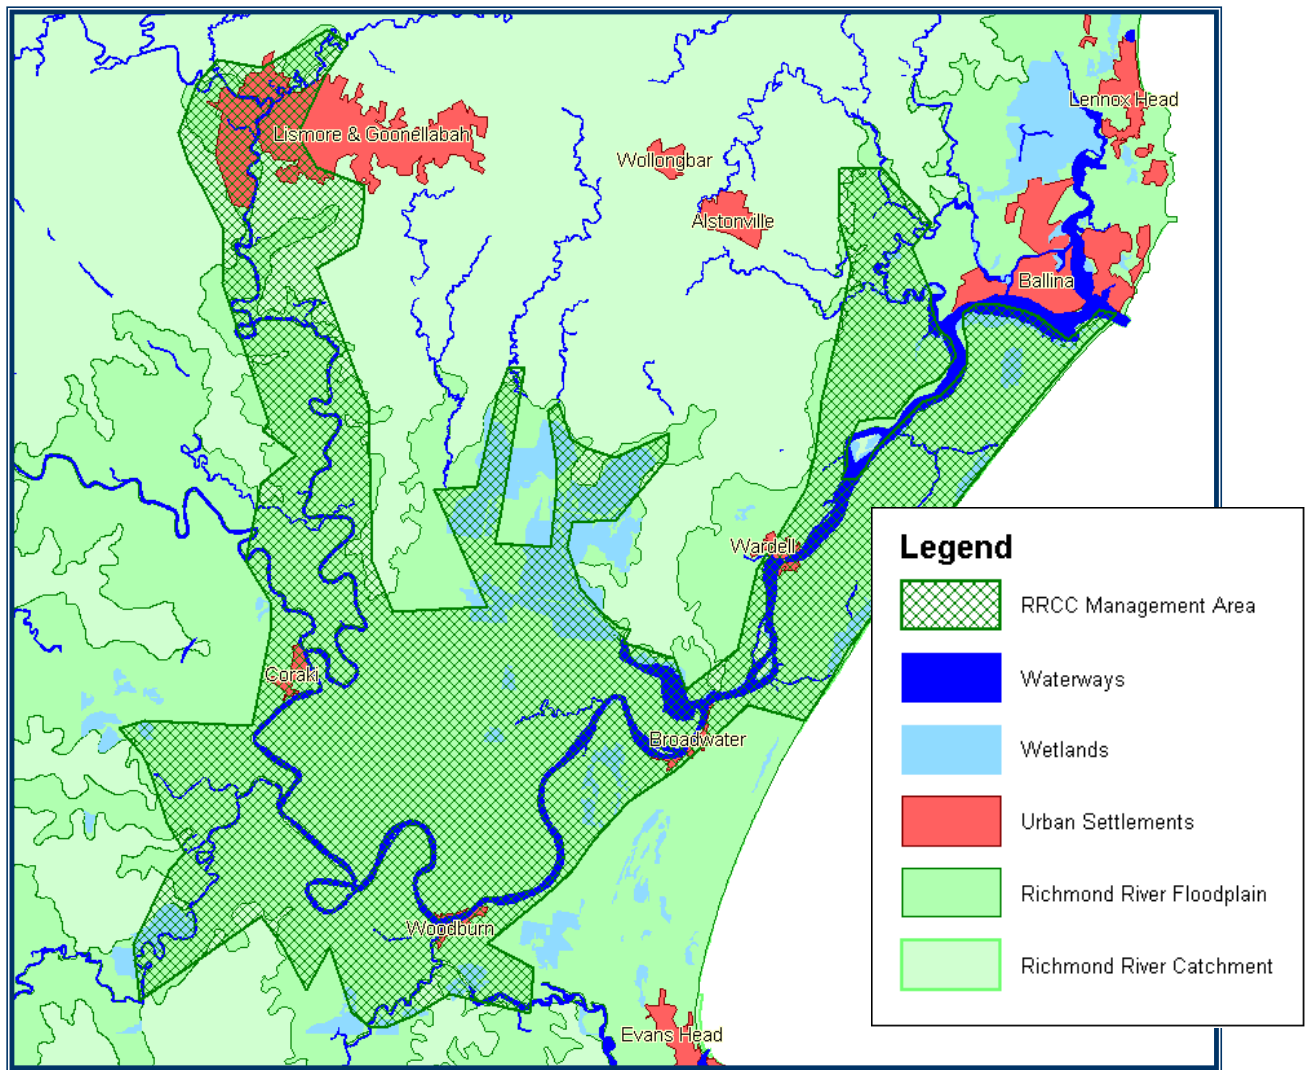 Lennox Head
Lismore & Goonellabah
Wollongbar
Alstonville
Ballina
Wardell
Coraki
Broadwater
Woodburn
Evans Head
Legend
RRCC Management Area
Waterways
Wetlands
Urban Settlements
Richmond River Floodplain
Richmond River Catchment